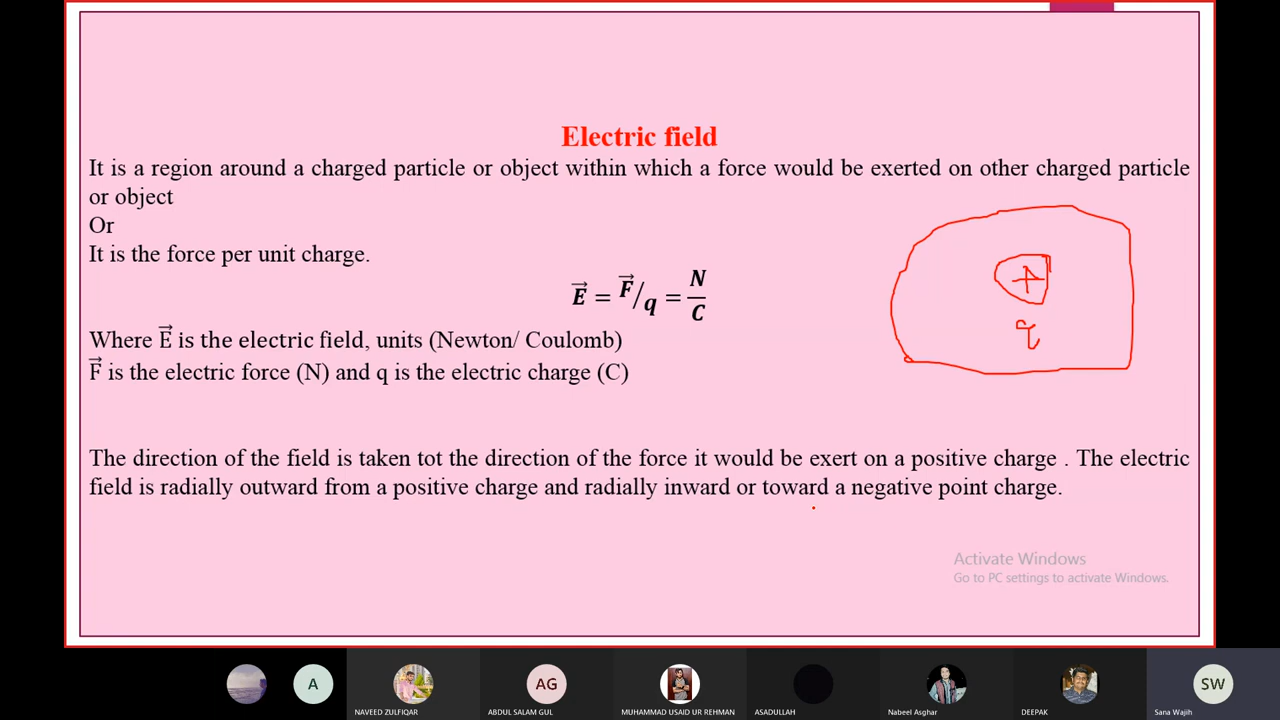 Electric field
It is a region around a charged particle or object within which a force would be exerted on other charged particle
or object
Or
It is the force per unit charge.
E⃗ = F⃗/q = N/C
Where E⃗ is the electric field, units (Newton/ Coulomb)
F⃗ is the electric force (N) and q is the electric charge (C)
+
q
The direction of the field is taken tot the direction of the force it would be exert on a positive charge . The electric
field is radially outward from a positive charge and radially inward or toward a negative point charge.
Activate Windows
Go to PC settings to activate Windows.
A
AG
SW
NAVEED ZULFIQAR
ABDUL SALAM GUL
MUHAMMAD USAID UR REHMAN
ASADULLAH
Nabeel Asghar
DEEPAK
Sana Wajih